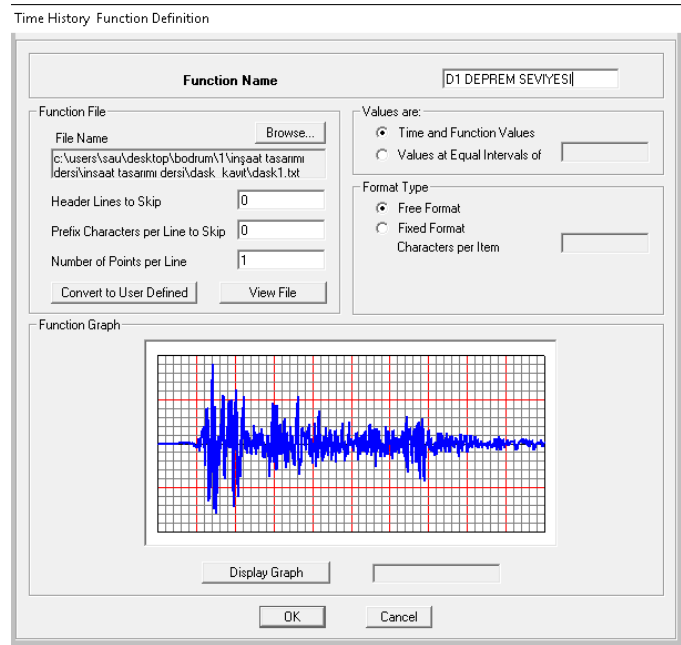 Time History Function Definition
Function Name
D1 DEPREM SEVIYESI
Function File
File Name
Browse...
c:\users\sau\desktop\bodrum\1\inşaat tasarımı
dersi\insaat tasarımı dersi\dask kavıt\dask1.txt
Header Lines to Skip
0
Prefix Characters per Line to Skip
0
Number of Points per Line
1
Convert to User Defined
View File
Values are:
Time and Function Values
Values at Equal Intervals of
Format Type
Free Format
Fixed Format
Characters per Item
Function Graph
Display Graph
OK
Cancel